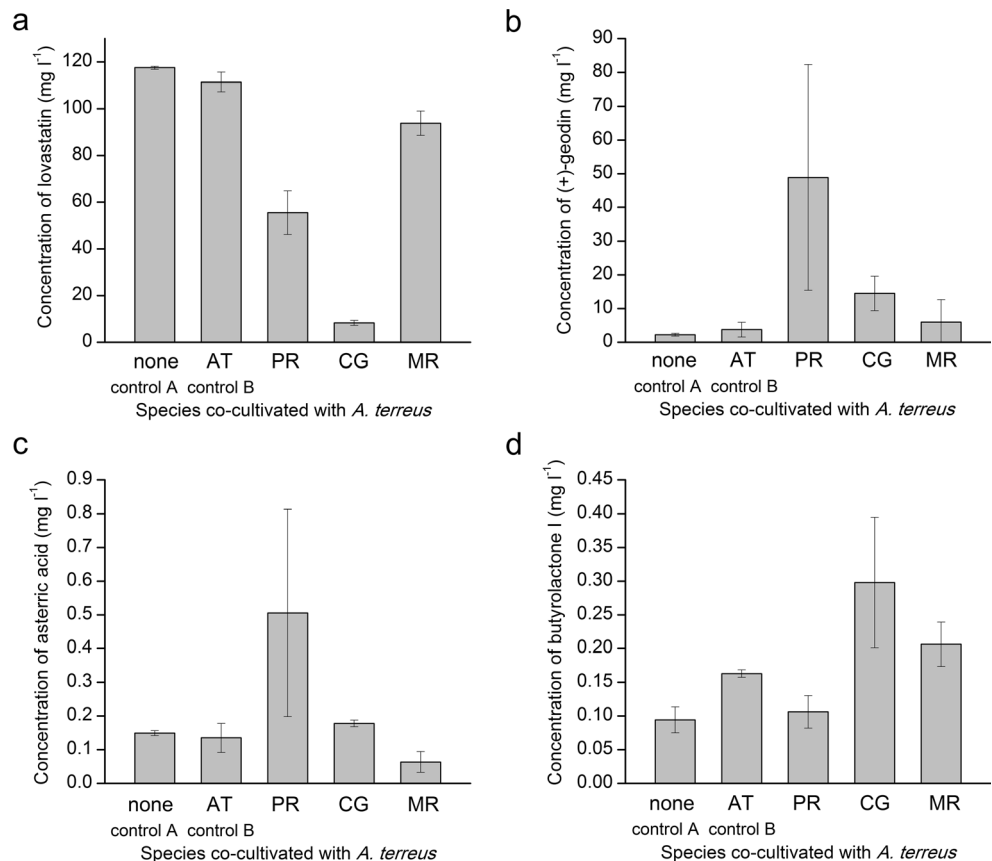 a
Concentration of lovastatin (mg l⁻¹)
120
100
80
60
40
20
0
none AT PR CG MR
control A control B
Species co-cultivated with A. terreus
b
Concentration of (+)-geodin (mg l⁻¹)
90
80
70
60
50
40
30
20
10
0
none AT PR CG MR
control A control B
Species co-cultivated with A. terreus
c
Concentration of asterric acid (mg l⁻¹)
0.9
0.8
0.7
0.6
0.5
0.4
0.3
0.2
0.1
0.0
none AT PR CG MR
control A control B
Species co-cultivated with A. terreus
d
Concentration of butyrolactone I (mg l⁻¹)
0.45
0.40
0.35
0.30
0.25
0.20
0.15
0.10
0.05
0.00
none AT PR CG MR
control A control B
Species co-cultivated with A. terreus